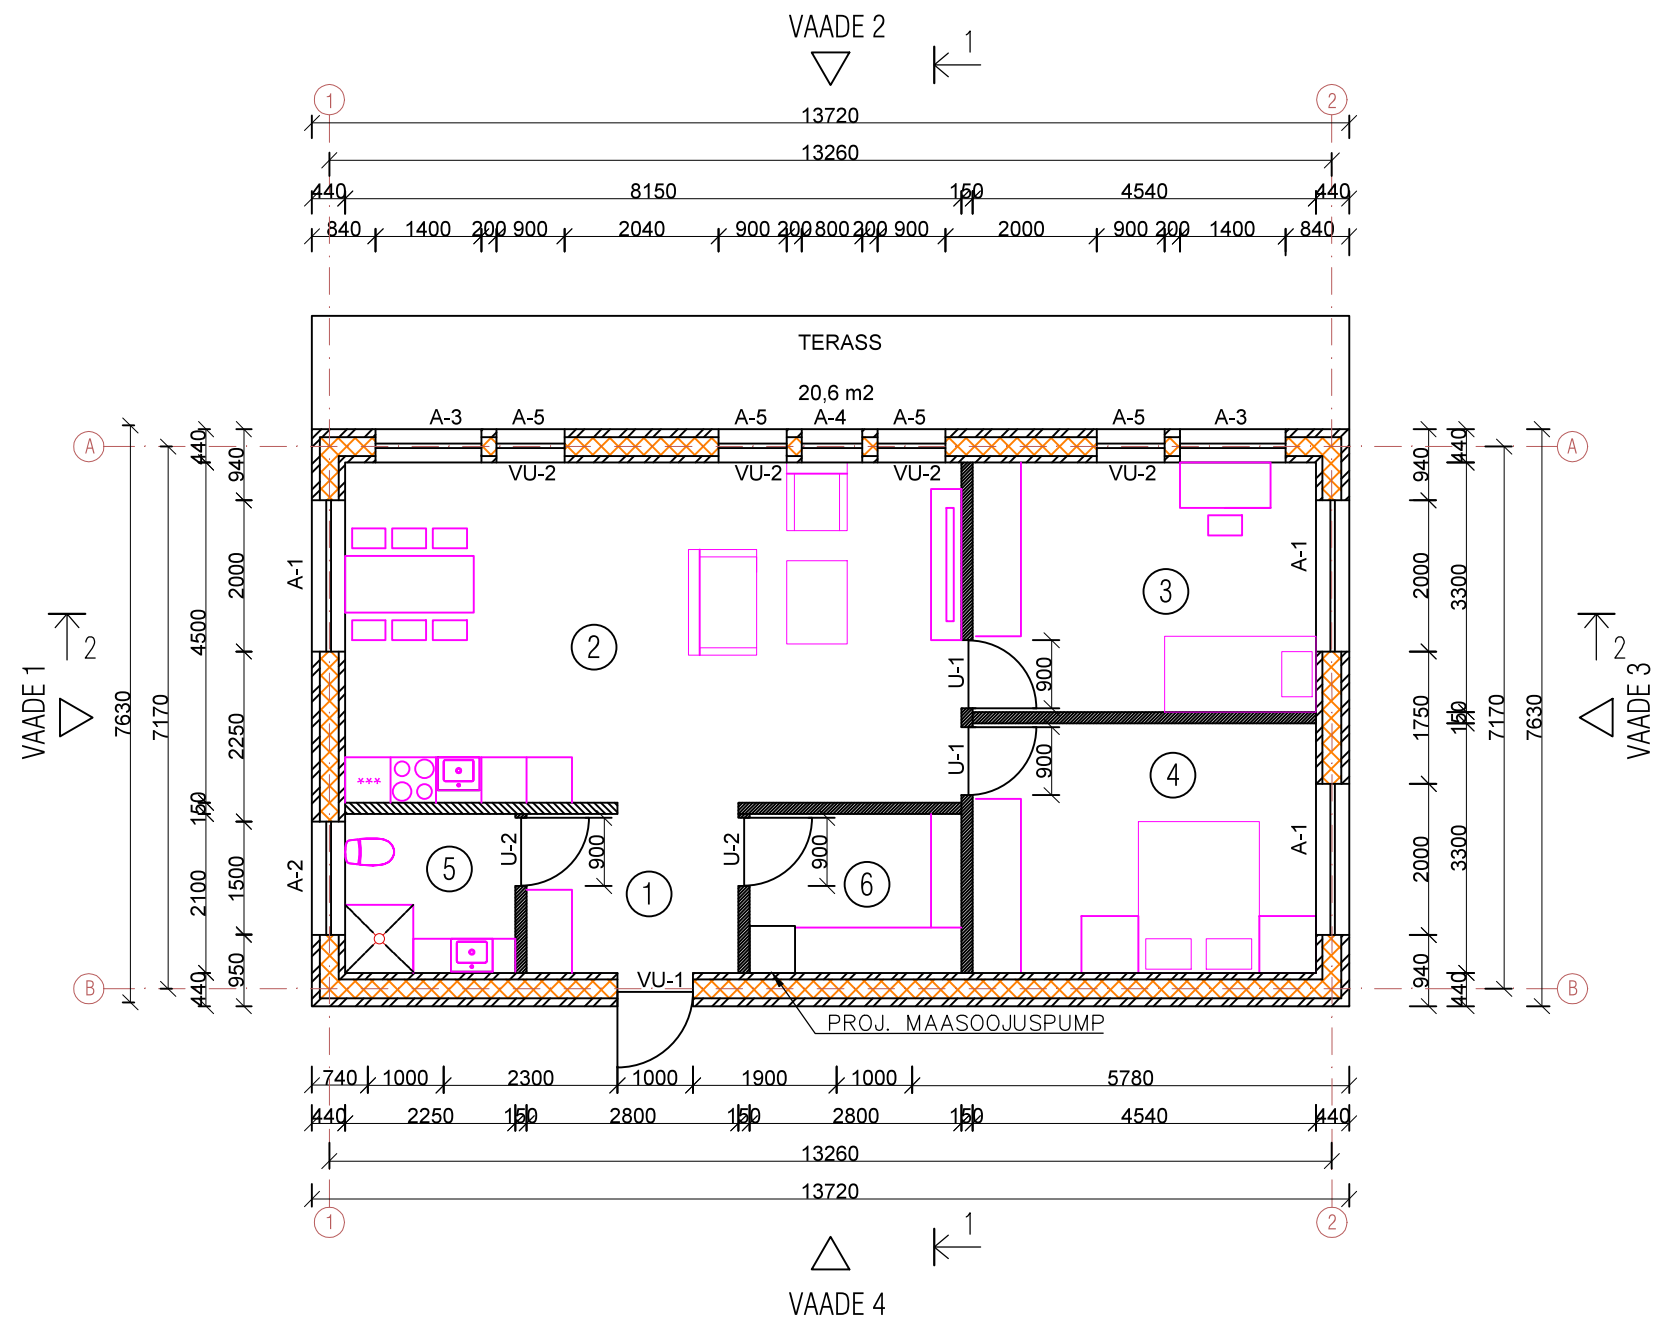 VAADE 2
1
1
2
13720
13260
440 8150 150 4540 440
840 1400 200 900 2040 900 200 800 200 900 2000 900 200 1400 840
TERASS
20,6 m2
A-3 A-5 A-5 A-4 A-5 A-5 A-3
VU-2 VU-2 VU-2 VU-2
A
A
B
B
VAADE 1
2
7630
7170
440 4500 150 2100 440
940 2000 2250 1500 950
A-1
A-2
2
3
4
5
1
6
***
U-1
900
U-1
900
U-2
900
U-2
900
A-1
A-1
VU-1
PROJ. MAASOOJUSPUMP
940 2000 1750 2000 940
440 3300 150 3300 440
7170
7630
2
VAADE 3
740 1000 2300 1000 1900 1000 5780
440 2250 150 2800 150 2800 150 4540 440
13260
13720
1
2
1
VAADE 4